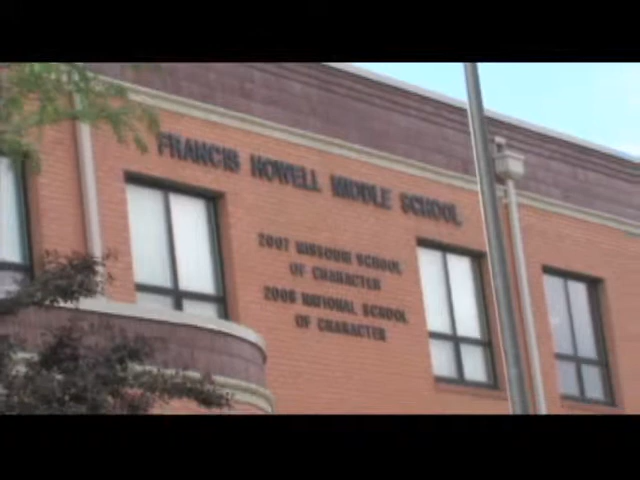 FRANCIS HOWELL MIDDLE SCHOOL
2007 MISSOURI SCHOOL
OF CHARACTER
2008 NATIONAL SCHOOL
OF CHARACTER